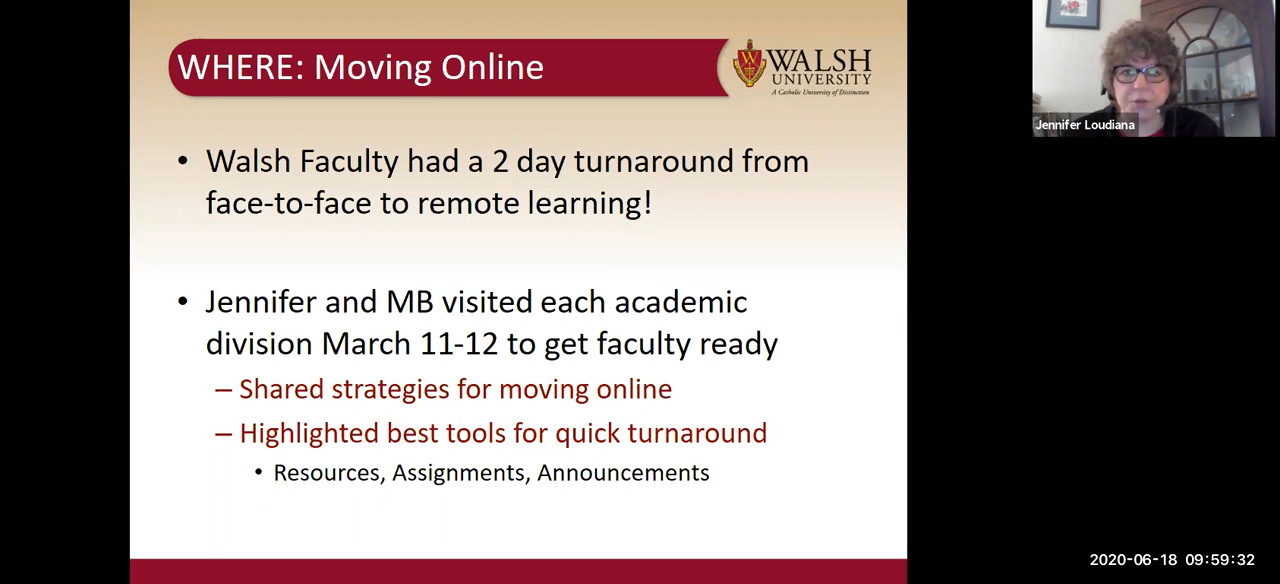 WHERE: Moving Online
W
WALSH
UNIVERSITY
A Catholic University of Distinction
Jennifer Loudiana
• Walsh Faculty had a 2 day turnaround from
face-to-face to remote learning!
• Jennifer and MB visited each academic
division March 11-12 to get faculty ready
– Shared strategies for moving online
– Highlighted best tools for quick turnaround
• Resources, Assignments, Announcements
2020-06-18 09:59:32